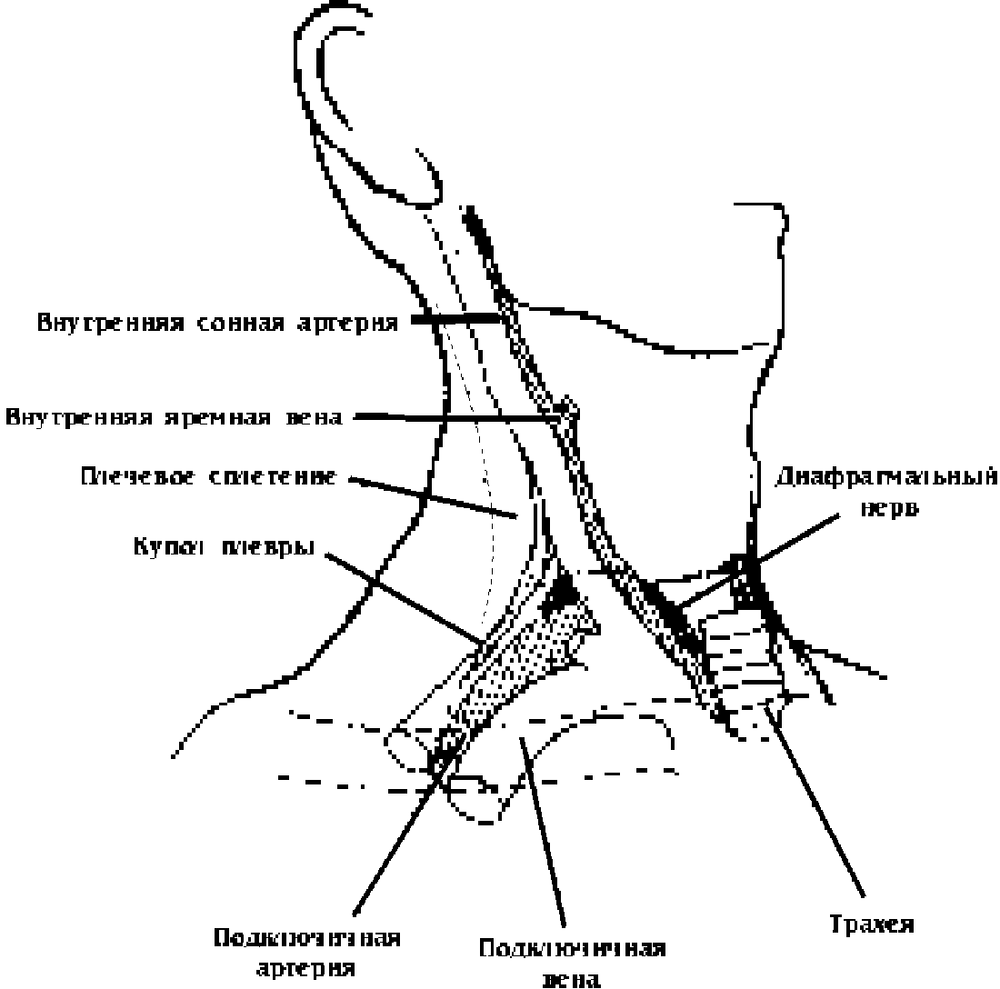 Внутренняя сонная артерия
Внутренняя яремная вена
Плечевое сплетение
Диафрагмальный
нерв
Купол плевры
Подключичная
артерия
Подключичная
вена
Трахея